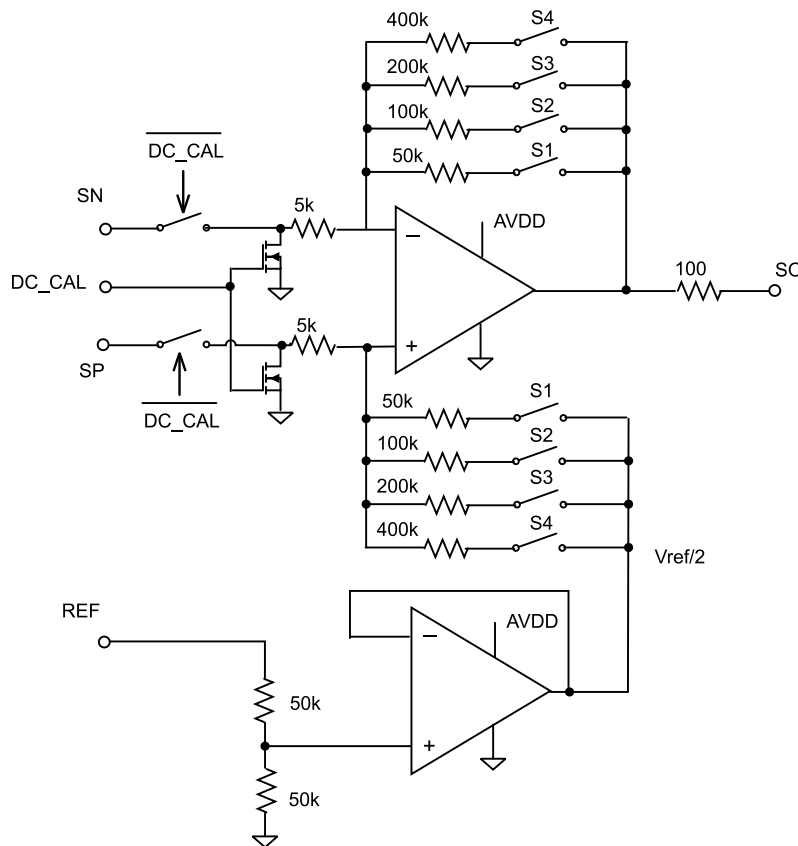 400k
S4
200k
S3
100k
S2
50k
S1
DC_CAL
SN
5k
AVDD
−
DC_CAL
100
5k
+
SP
DC_CAL
50k
S1
100k
S2
200k
S3
400k
S4
Vref/2
REF
AVDD
−
50k
+
50k